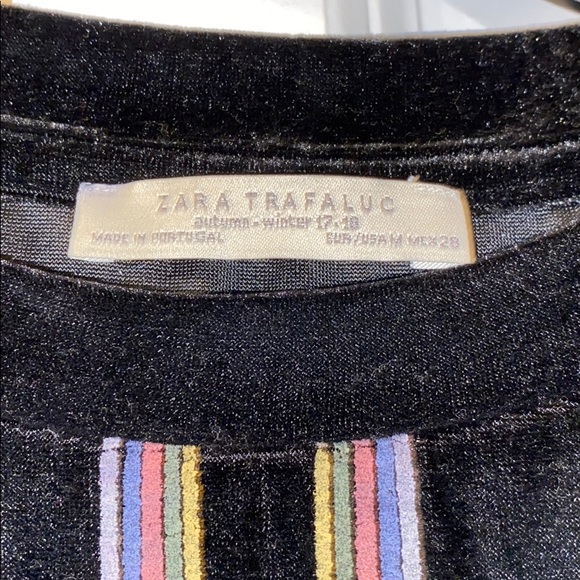 ZARA TRAFALUC
autumn-winter 17-18
MADE IN PORTUGAL EUR/USA M MEX 28